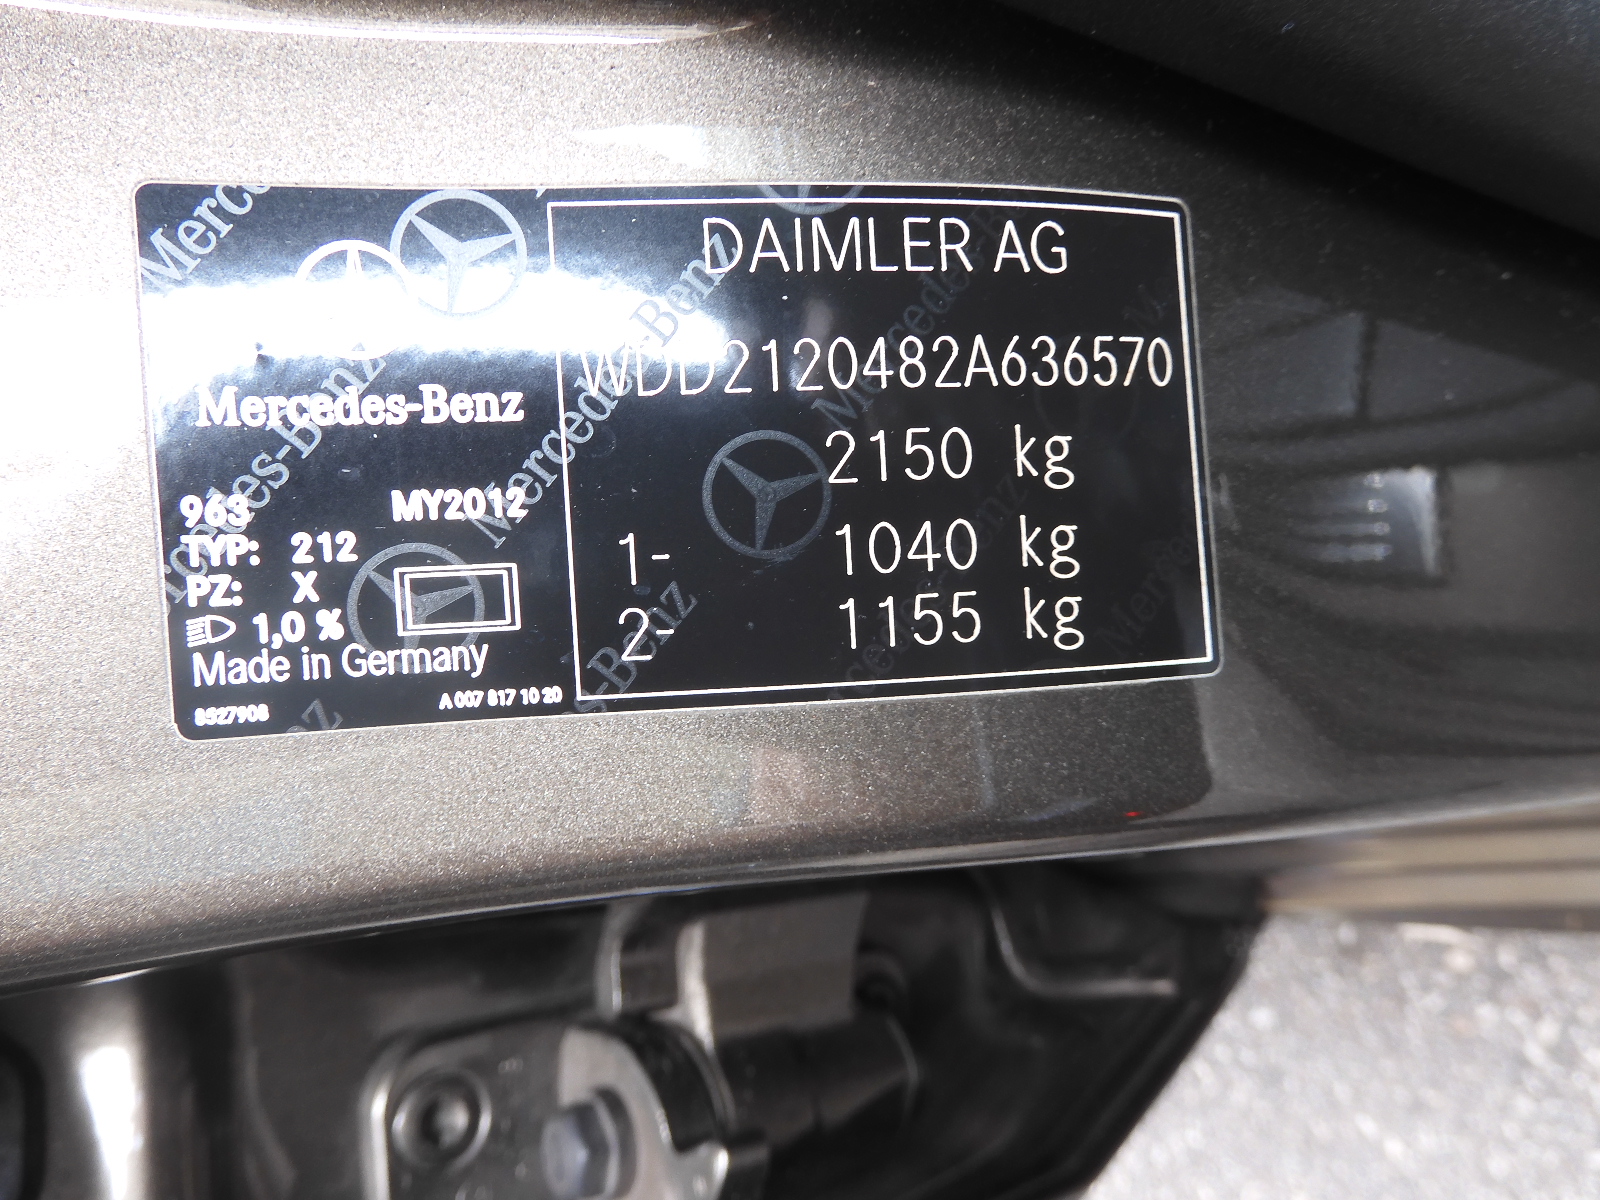 Mercedes-Benz
963 MY2012
TYP: 212
PZ: X
1,0 %
Made in Germany
8527908 A 007 817 10 20
DAIMLER AG
WDD2120482A636570
2150 kg
1- 1040 kg
2- 1155 kg